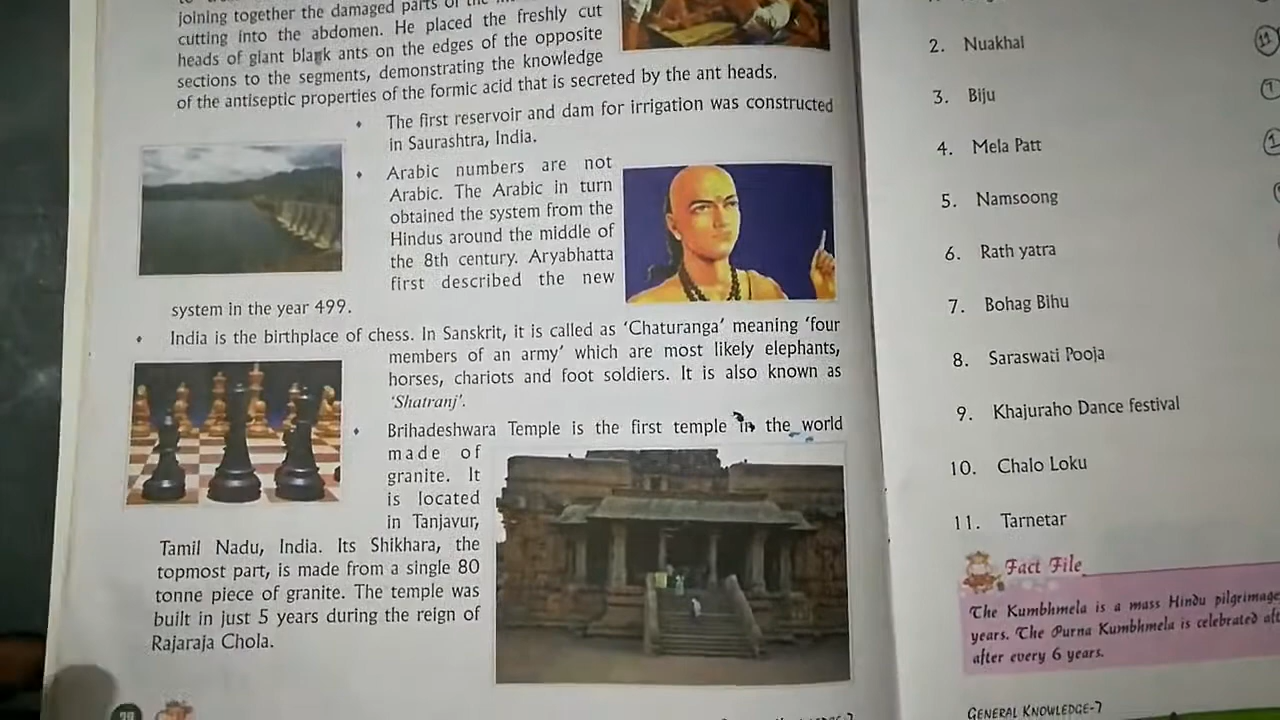 joining together the damaged parts of the
cutting into the abdomen. He placed the freshly cut
heads of giant blank ants on the edges of the opposite
sections to the segments, demonstrating the knowledge
of the antiseptic properties of the formic acid that is secreted by the ant heads.
The first reservoir and dam for irrigation was constructed
in Saurashtra, India.
Arabic numbers are not
Arabic. The Arabic in turn
obtained the system from the
Hindus around the middle of
the 8th century. Aryabhatta
first described the new
system in the year 499.
India is the birthplace of chess. In Sanskrit, it is called as 'Chaturanga' meaning 'four
members of an army' which are most likely elephants,
horses, chariots and foot soldiers. It is also known as
'Shatranj'.
Brihadeshwara Temple is the first temple in the world
made of
granite. It
is located
in Tanjavur,
Tamil Nadu, India. Its Shikhara, the
topmost part, is made from a single 80
tonne piece of granite. The temple was
built in just 5 years during the reign of
Rajaraja Chola.
2. Nuakhal
11
3. Biju
4. Mela Patt
5. Namsoong
6. Rath yatra
7. Bohag Bihu
8. Saraswati Pooja
9. Khajuraho Dance festival
10. Chalo Loku
11. Tarnetar
Fact File
The Kumbhmela is a mass Hindu pilgrimage
years. The Purna Kumbhmela is celebrated
after every 6 years.
GENERAL KNOWLEDGE-7